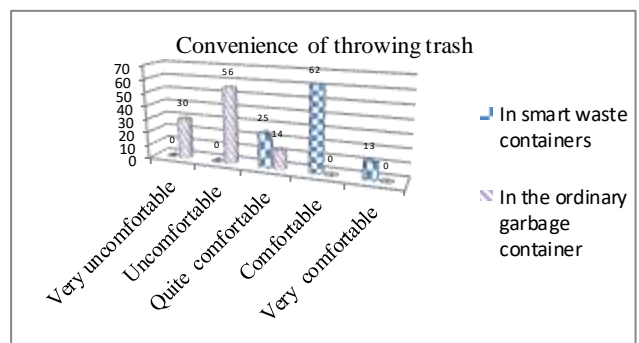 Convenience of throwing trash
70
60
50
40
30
20
10
0
0
30
0
56
25
14
62
0
13
0
Very uncomfortable
Uncomfortable
Quite comfortable
Comfortable
Very comfortable
In smart waste
containers
In the ordinary
garbage
container